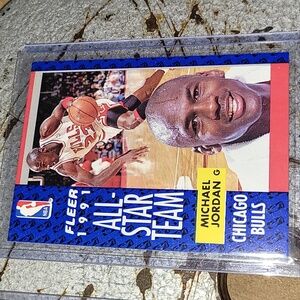 FLEER
1991
ALL-
STAR
TEAM
MICHAEL
JORDAN G
CHICAGO
BULLS